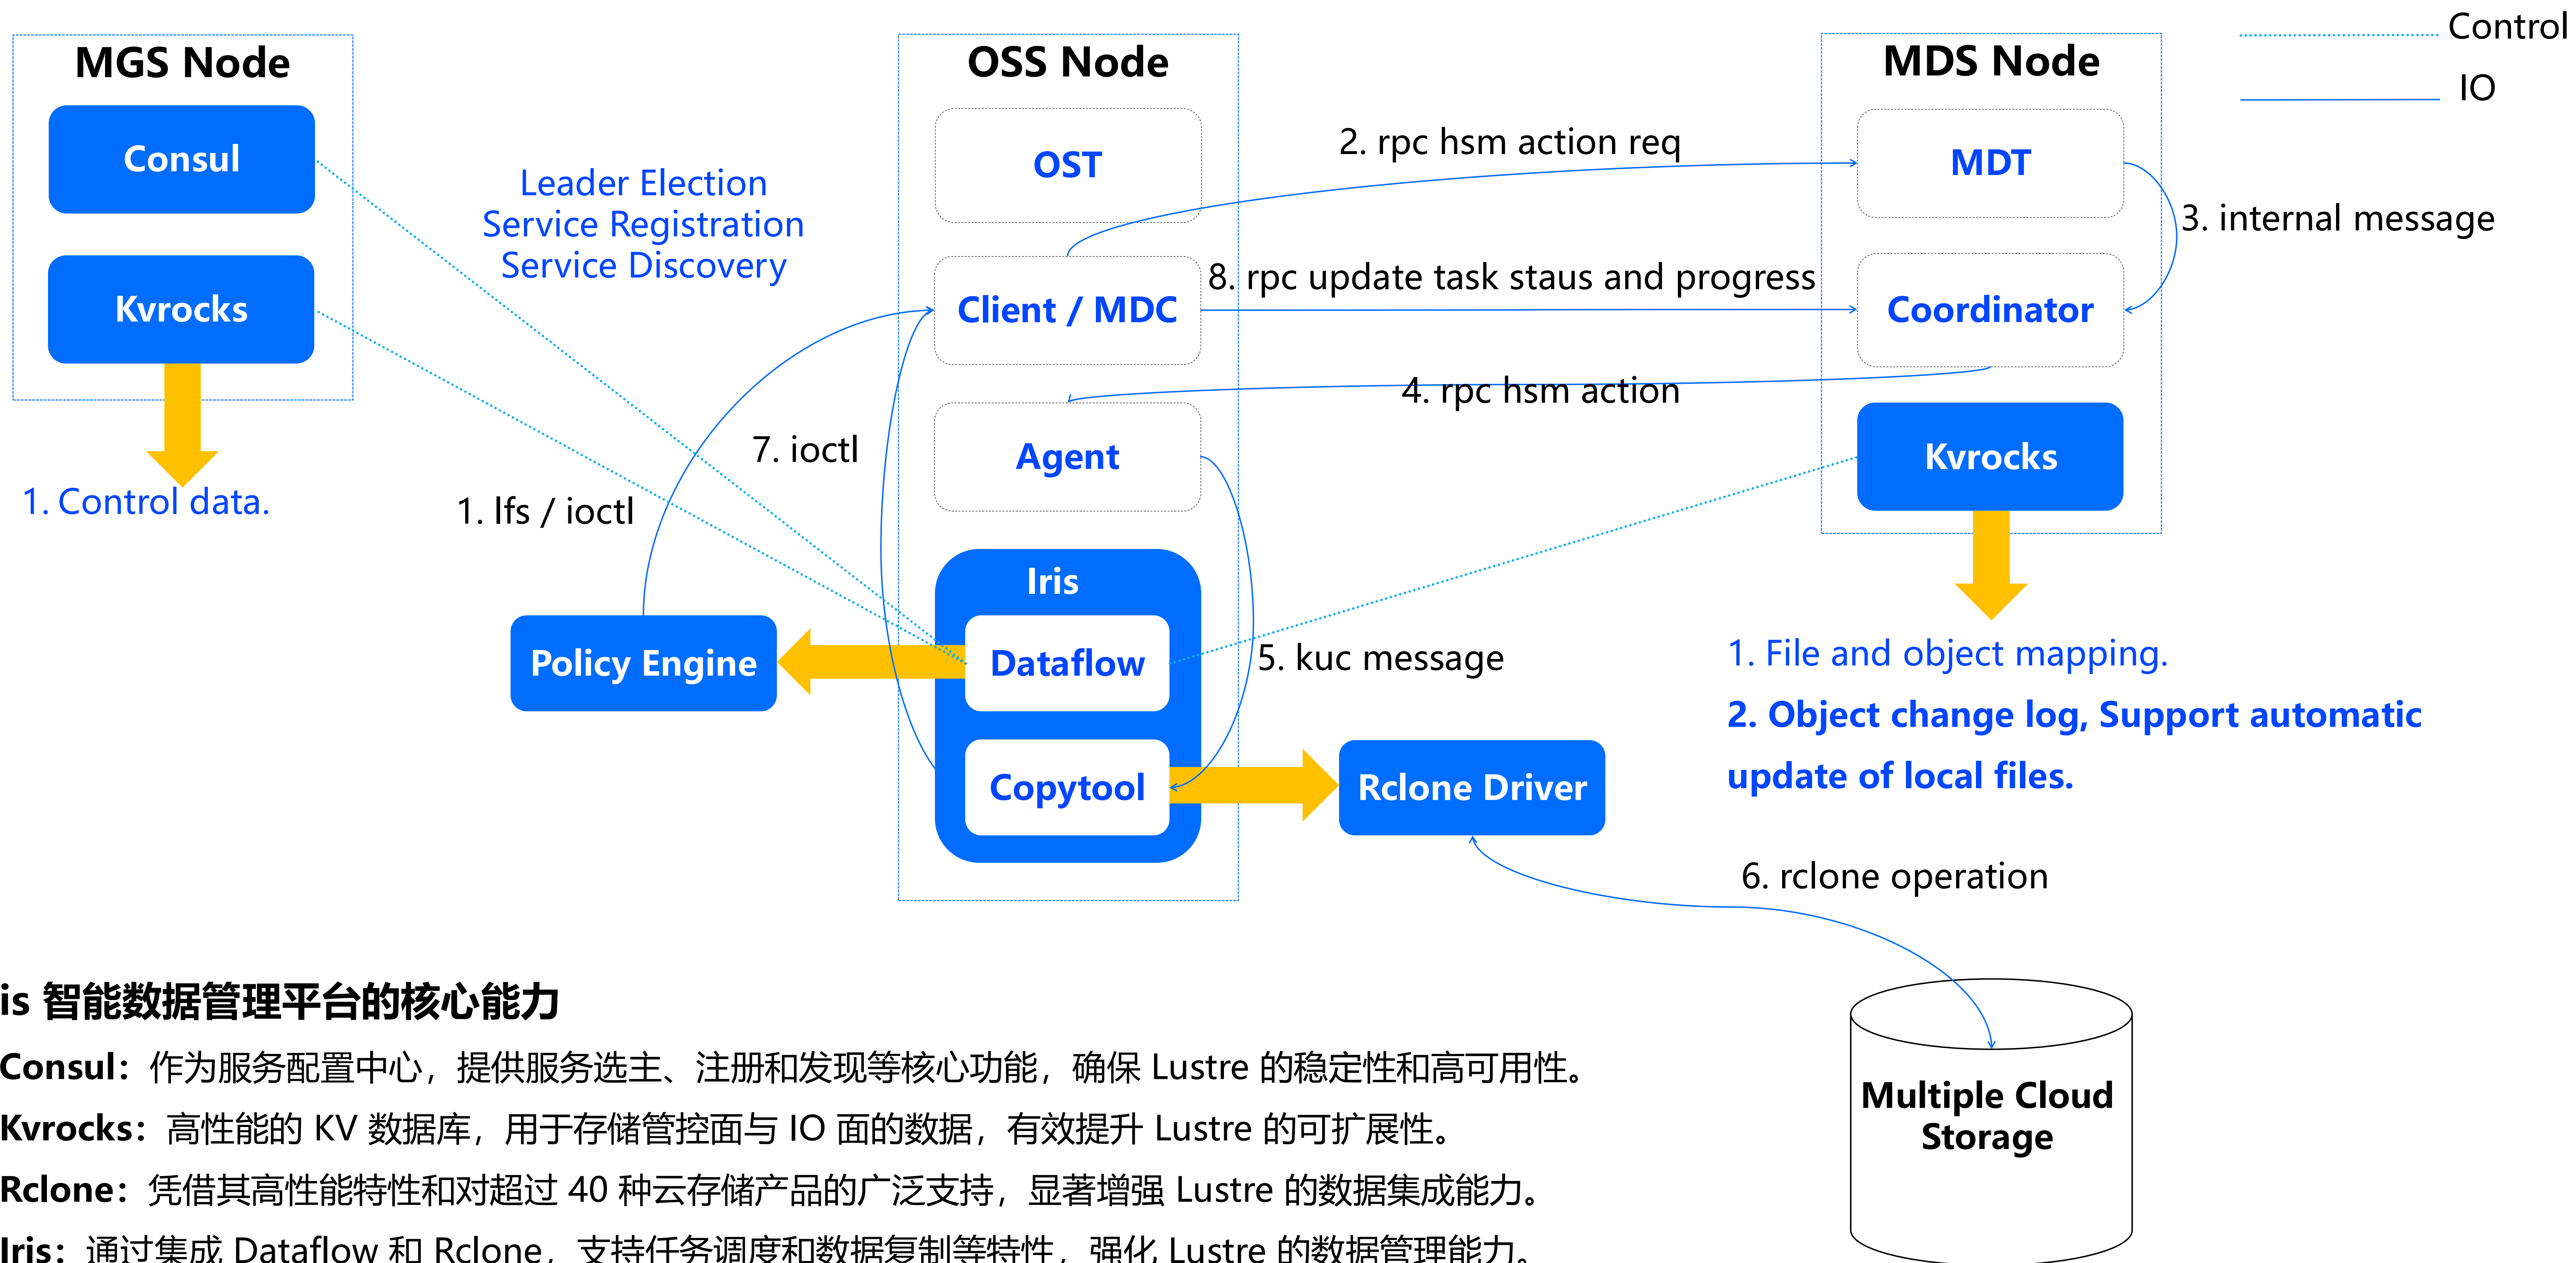 Control
IO
MGS Node
Consul
Kvrocks
1. Control data.
Leader Election
Service Registration
Service Discovery
OSS Node
OST
Client / MDC
Agent
Iris
Dataflow
Copytool
MDS Node
MDT
Coordinator
Kvrocks
2. rpc hsm action req
3. internal message
8. rpc update task staus and progress
4. rpc hsm action
7. ioctl
1. lfs / ioctl
Policy Engine
5. kuc message
Rclone Driver
1. File and object mapping.
2. Object change log, Support automatic
update of local files.
6. rclone operation
Multiple Cloud
Storage
is 智能数据管理平台的核心能力
Consul：作为服务配置中心，提供服务选主、注册和发现等核心功能，确保 Lustre 的稳定性和高可用性。
Kvrocks：高性能的 KV 数据库，用于存储管控面与 IO 面的数据，有效提升 Lustre 的可扩展性。
Rclone：凭借其高性能特性和对超过 40 种云存储产品的广泛支持，显著增强 Lustre 的数据集成能力。
Iris：通过集成 Dataflow 和 Rclone，支持任务调度和数据复制等特性，强化 Lustre 的数据管理能力。